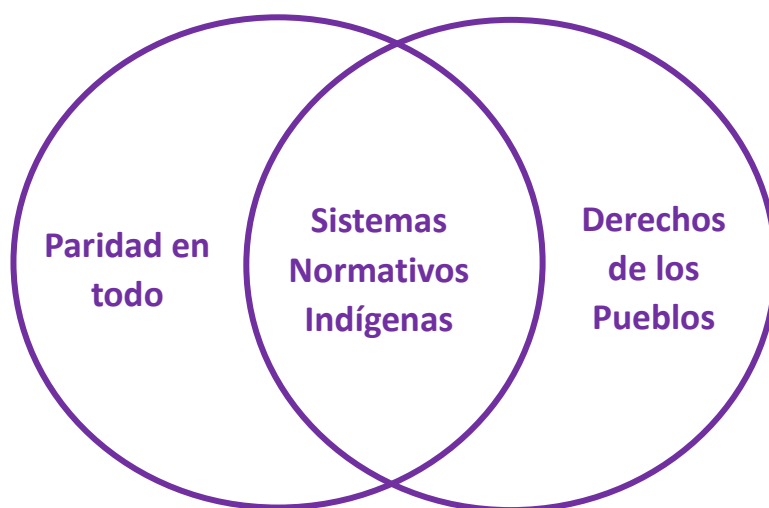 Paridad en
todo
Sistemas
Normativos
Indígenas
Derechos
de los
Pueblos